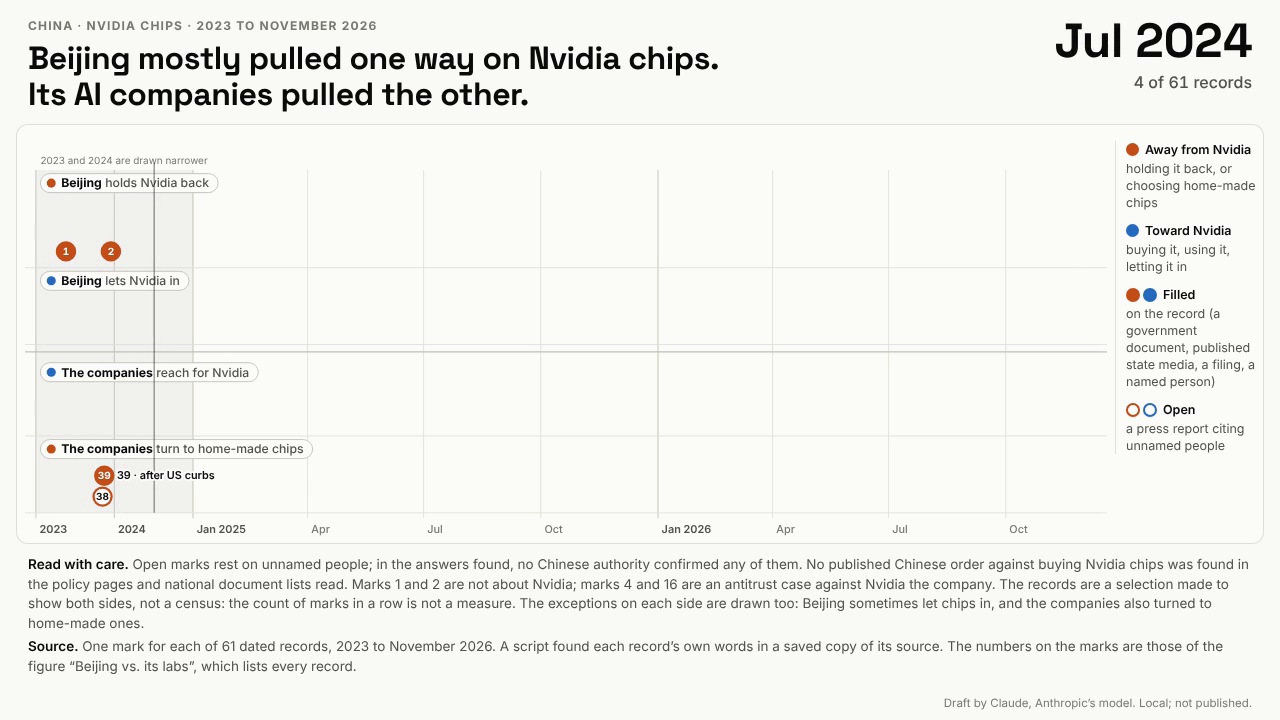 CHINA · NVIDIA CHIPS · 2023 TO NOVEMBER 2026
Beijing mostly pulled one way on Nvidia chips.
Its AI companies pulled the other.
Jul 2024
4 of 61 records
2023 and 2024 are drawn narrower
Beijing holds Nvidia back
1
2
Beijing lets Nvidia in
The companies reach for Nvidia
The companies turn to home-made chips
39
39 · after US curbs
38
2023
2024
Jan 2025
Apr
Jul
Oct
Jan 2026
Apr
Jul
Oct
Away from Nvidia
holding it back, or
choosing home-made
chips
Toward Nvidia
buying it, using it,
letting it in
Filled
on the record (a
government
document, published
state media, a filing, a
named person)
Open
a press report citing
unnamed people
Read with care. Open marks rest on unnamed people; in the answers found, no Chinese authority confirmed any of them. No published Chinese order against buying Nvidia chips was found in
the policy pages and national document lists read. Marks 1 and 2 are not about Nvidia; marks 4 and 16 are an antitrust case against Nvidia the company. The records are a selection made to
show both sides, not a census: the count of marks in a row is not a measure. The exceptions on each side are drawn too: Beijing sometimes let chips in, and the companies also turned to
home-made ones.
Source. One mark for each of 61 dated records, 2023 to November 2026. A script found each record’s own words in a saved copy of its source. The numbers on the marks are those of the
figure “Beijing vs. its labs”, which lists every record.
Draft by Claude, Anthropic’s model. Local; not published.